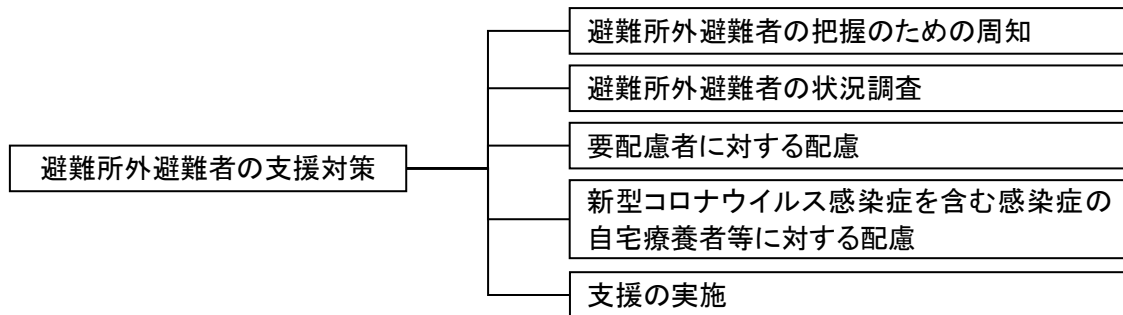 避難所外避難者の支援対策
避難所外避難者の把握のための周知
避難所外避難者の状況調査
要配慮者に対する配慮
新型コロナウイルス感染症を含む感染症の
自宅療養者等に対する配慮
支援の実施